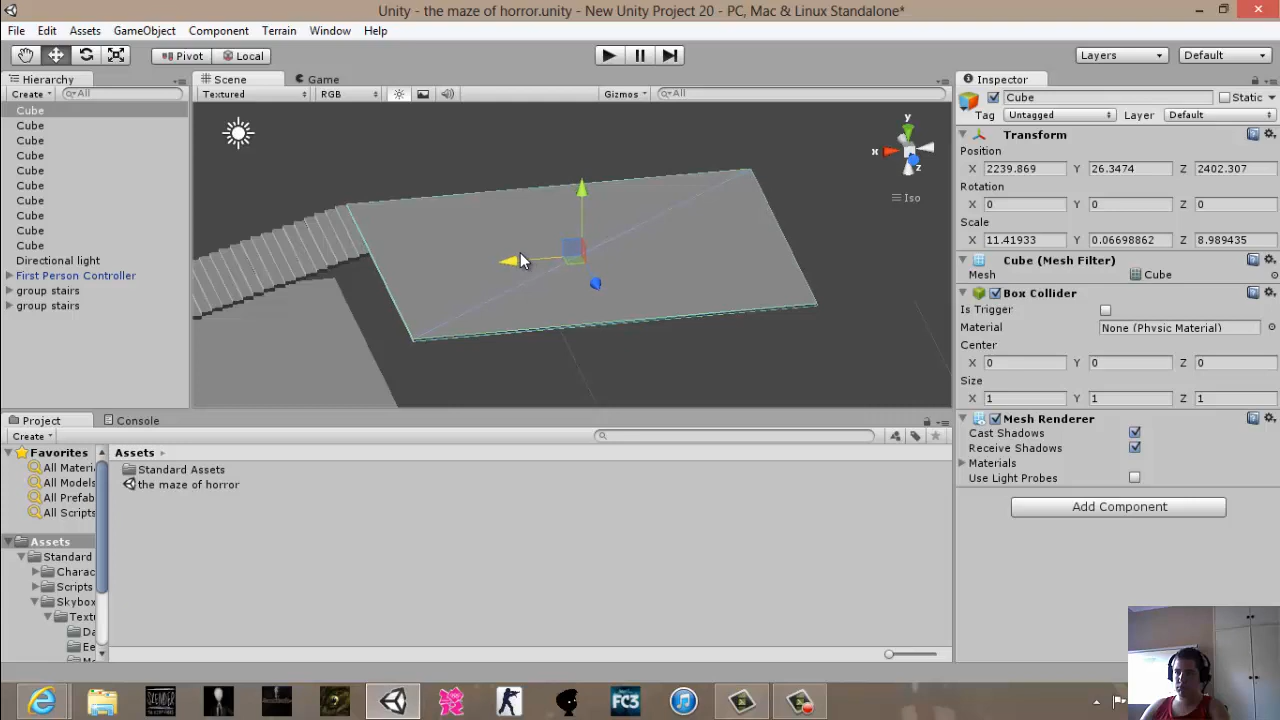 Unity - the maze of horror.unity - New Unity Project 20 - PC, Mac & Linux Standalone*
File Edit Assets GameObject Component Terrain Window Help
Pivot Local Layers Default
Hierarchy Scene Game Inspector
Create All Textured RGB Gizmos All Cube Static
Tag Untagged Layer Default
Cube
Cube
Cube
Cube
Cube
Cube
Cube
Cube
Cube
Cube
Directional light
First Person Controller
group stairs
group stairs
y
x
z
Iso
Transform
Position
X 2239.869 Y 26.3474 Z 2402.307
Rotation
X 0 Y 0 Z 0
Scale
X 11.41933 Y 0.06698862 Z 8.989435
Cube (Mesh Filter)
Mesh Cube
Box Collider
Is Trigger
Material None (Physic Material)
Center
X 0 Y 0 Z 0
Size
X 1 Y 1 Z 1
Mesh Renderer
Cast Shadows
Receive Shadows
Materials
Use Light Probes
Add Component
Project Console
Create
Favorites
All Materi
All Models
All Prefab
All Scripts
Assets
Standard
Charac
Scripts
Skybox
Textu
Da
Ee
Assets
Standard Assets
the maze of horror
FC3